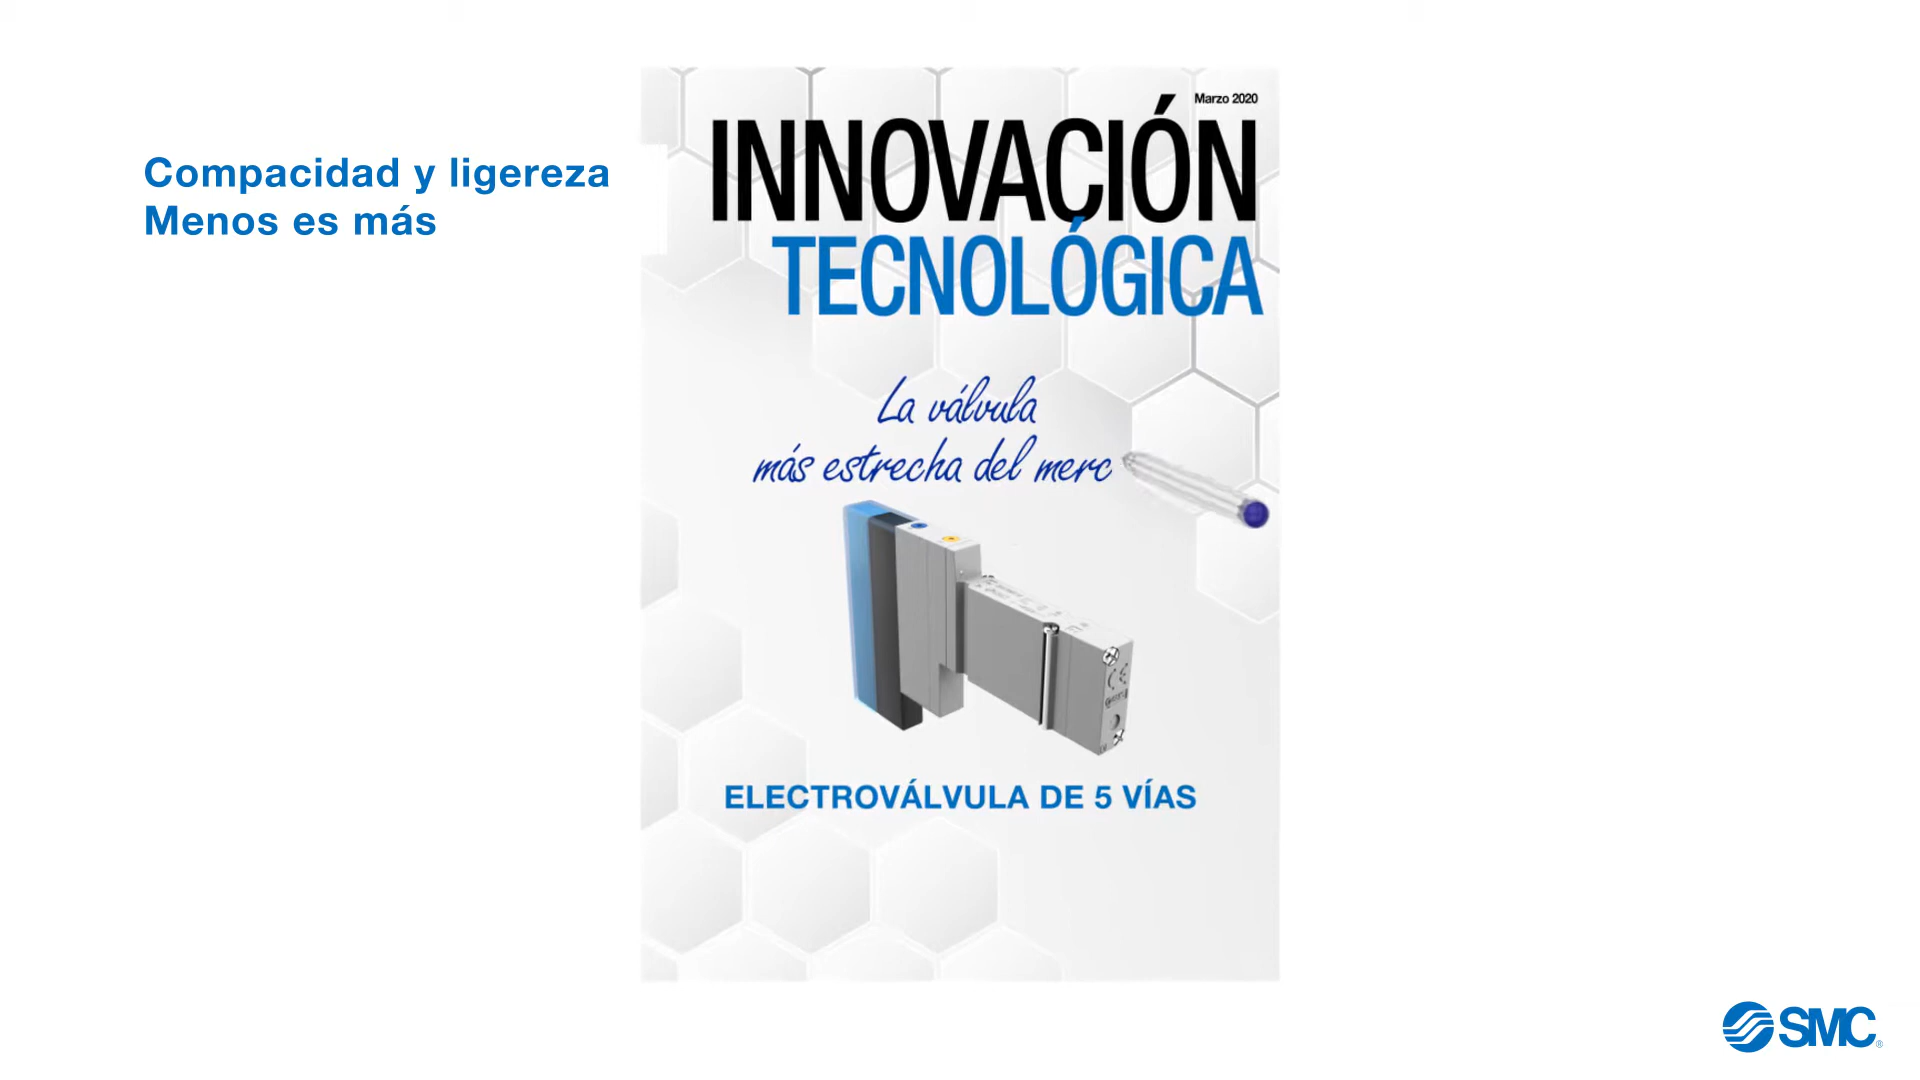 Compacidad y ligereza
Menos es más
Marzo 2020
INNOVACIÓN
TECNOLÓGICA
La válvula
más estrecha del merc
ELECTROVÁLVULA DE 5 VÍAS
SMC®